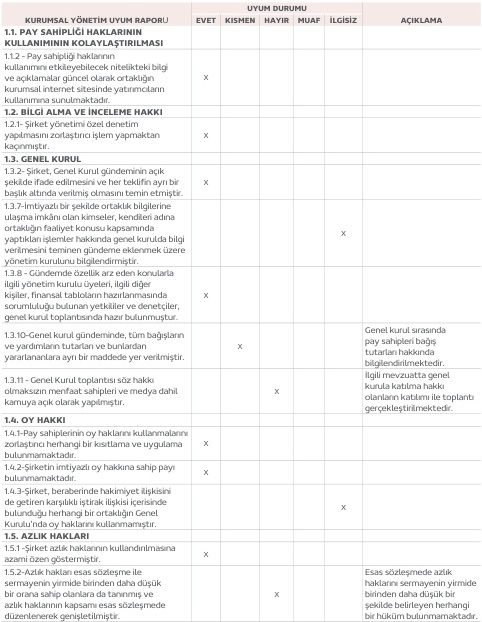 UYUM DURUMU
KURUMSAL YÖNETİM UYUM RAPORU EVET KISMEN HAYIR MUAF İLGİSİZ AÇIKLAMA
1.1. PAY SAHİPLİĞİ HAKLARININ
KULLANIMININ KOLAYLAŞTIRILMASI
1.1.2 - Pay sahipliği haklarının
kullanımını etkileyebilecek nitelikteki bilgi
ve açıklamalar güncel olarak ortaklığın
kurumsal internet sitesinde yatırımcıların
kullanımına sunulmaktadır.
x
1.2. BİLGİ ALMA VE İNCELEME HAKKI
1.2.1- Şirket yönetimi özel denetim
yapılmasını zorlaştırıcı işlem yapmaktan
kaçınmıştır.
x
1.3. GENEL KURUL
1.3.2- Şirket, Genel Kurul gündeminin açık
şekilde ifade edilmesini ve her teklifin ayrı bir
başlık altında verilmiş olmasını temin etmiştir.
x
1.3.7-İmtiyazlı bir şekilde ortaklık bilgilerine
ulaşma imkânı olan kimseler, kendileri adına
ortaklığın faaliyet konusu kapsamında
yaptıkları işlemler hakkında genel kurulda bilgi
verilmesini teminen gündeme eklenmek üzere
yönetim kurulunu bilgilendirmiştir.
x
1.3.8 - Gündemde özellik arz eden konularla
ilgili yönetim kurulu üyeleri, ilgili diğer
kişiler, finansal tabloların hazırlanmasında
sorumluluğu bulunan yetkililer ve denetçiler,
genel kurul toplantısında hazır bulunmuştur.
x
1.3.10-Genel kurul gündeminde, tüm bağışların
ve yardımların tutarları ve bunlardan
yararlananlara ayrı bir maddede yer verilmiştir.
x
Genel kurul sırasında
pay sahipleri bağış
tutarları hakkında
bilgilendirilmektedir.
1.3.11 - Genel Kurul toplantısı söz hakkı
olmaksızın menfaat sahipleri ve medya dahil
kamuya açık olarak yapılmıştır.
x
İlgili mevzuatta genel
kurula katılma hakkı
olanların katılımı ile toplantı
gerçekleştirilmektedir.
1.4. OY HAKKI
1.4.1-Pay sahiplerinin oy haklarını kullanmalarını
zorlaştırıcı herhangi bir kısıtlama ve uygulama
bulunmamaktadır.
x
1.4.2-Şirketin imtiyazlı oy hakkına sahip payı
bulunmamaktadır.
x
1.4.3-Şirket, beraberinde hakimiyet ilişkisini
de getiren karşılıklı iştirak ilişkisi içerisinde
bulunduğu herhangi bir ortaklığın Genel
Kurulu'nda oy haklarını kullanmamıştır.
x
1.5. AZLIK HAKLARI
1.5.1 -Şirket azlık haklarının kullandırılmasına
azami özen göstermiştir.
x
1.5.2-Azlık hakları esas sözleşme ile
sermayenin yirmide birinden daha düşük
bir orana sahip olanlara da tanınmış ve
azlık haklarının kapsamı esas sözleşmede
düzenlenerek genişletilmiştir.
x
Esas sözleşmede azlık
haklarını sermayenin yirmide
birinden daha düşük bir
şekilde belirleyen herhangi
bir hüküm bulunmamaktadır.